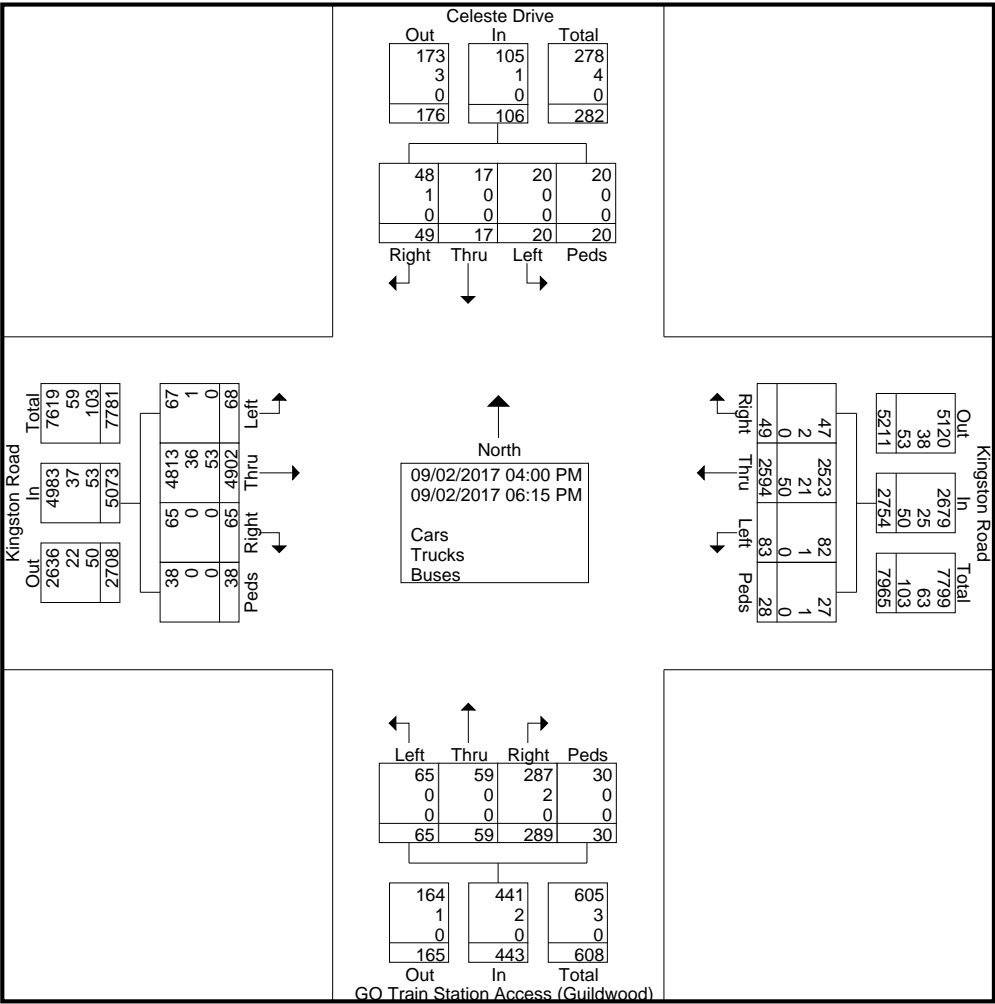 Celeste Drive
Out In Total
173 105 278
3 1 4
0 0 0
176 106 282
48 17 20 20
1 0 0 0
0 0 0 0
49 17 20 20
Right Thru Left Peds
Kingston Road
Total In Out
7619 4983 2636
59 37 22
103 53 50
7781 5073 2708
67 4813 65 38
1 36 0 0
0 53 0 0
68 4902 65 38
Left Thru Right Peds
North
09/02/2017 04:00 PM
09/02/2017 06:15 PM
Cars
Trucks
Buses
Right Thru Left Peds
49 2594 83 28
0 50 0 0
2 21 1 1
47 2523 82 27
Kingston Road
Out In Total
5120 2679 7799
38 25 63
53 50 103
5211 2754 7965
Left Thru Right Peds
65 59 287 30
0 0 2 0
0 0 0 0
65 59 289 30
164 441 605
1 2 3
0 0 0
165 443 608
Out In Total
GO Train Station Access (Guildwood)